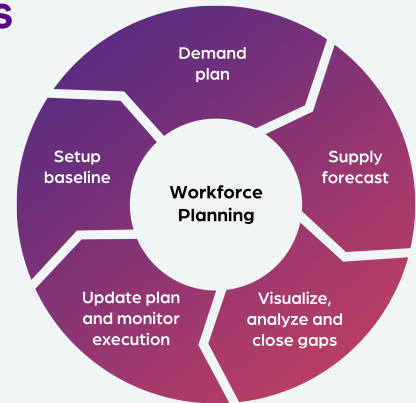 s
Demand
plan
Supply
forecast
Visualize,
analyze and
close gaps
Update plan
and monitor
execution
Setup
baseline
Workforce
Planning